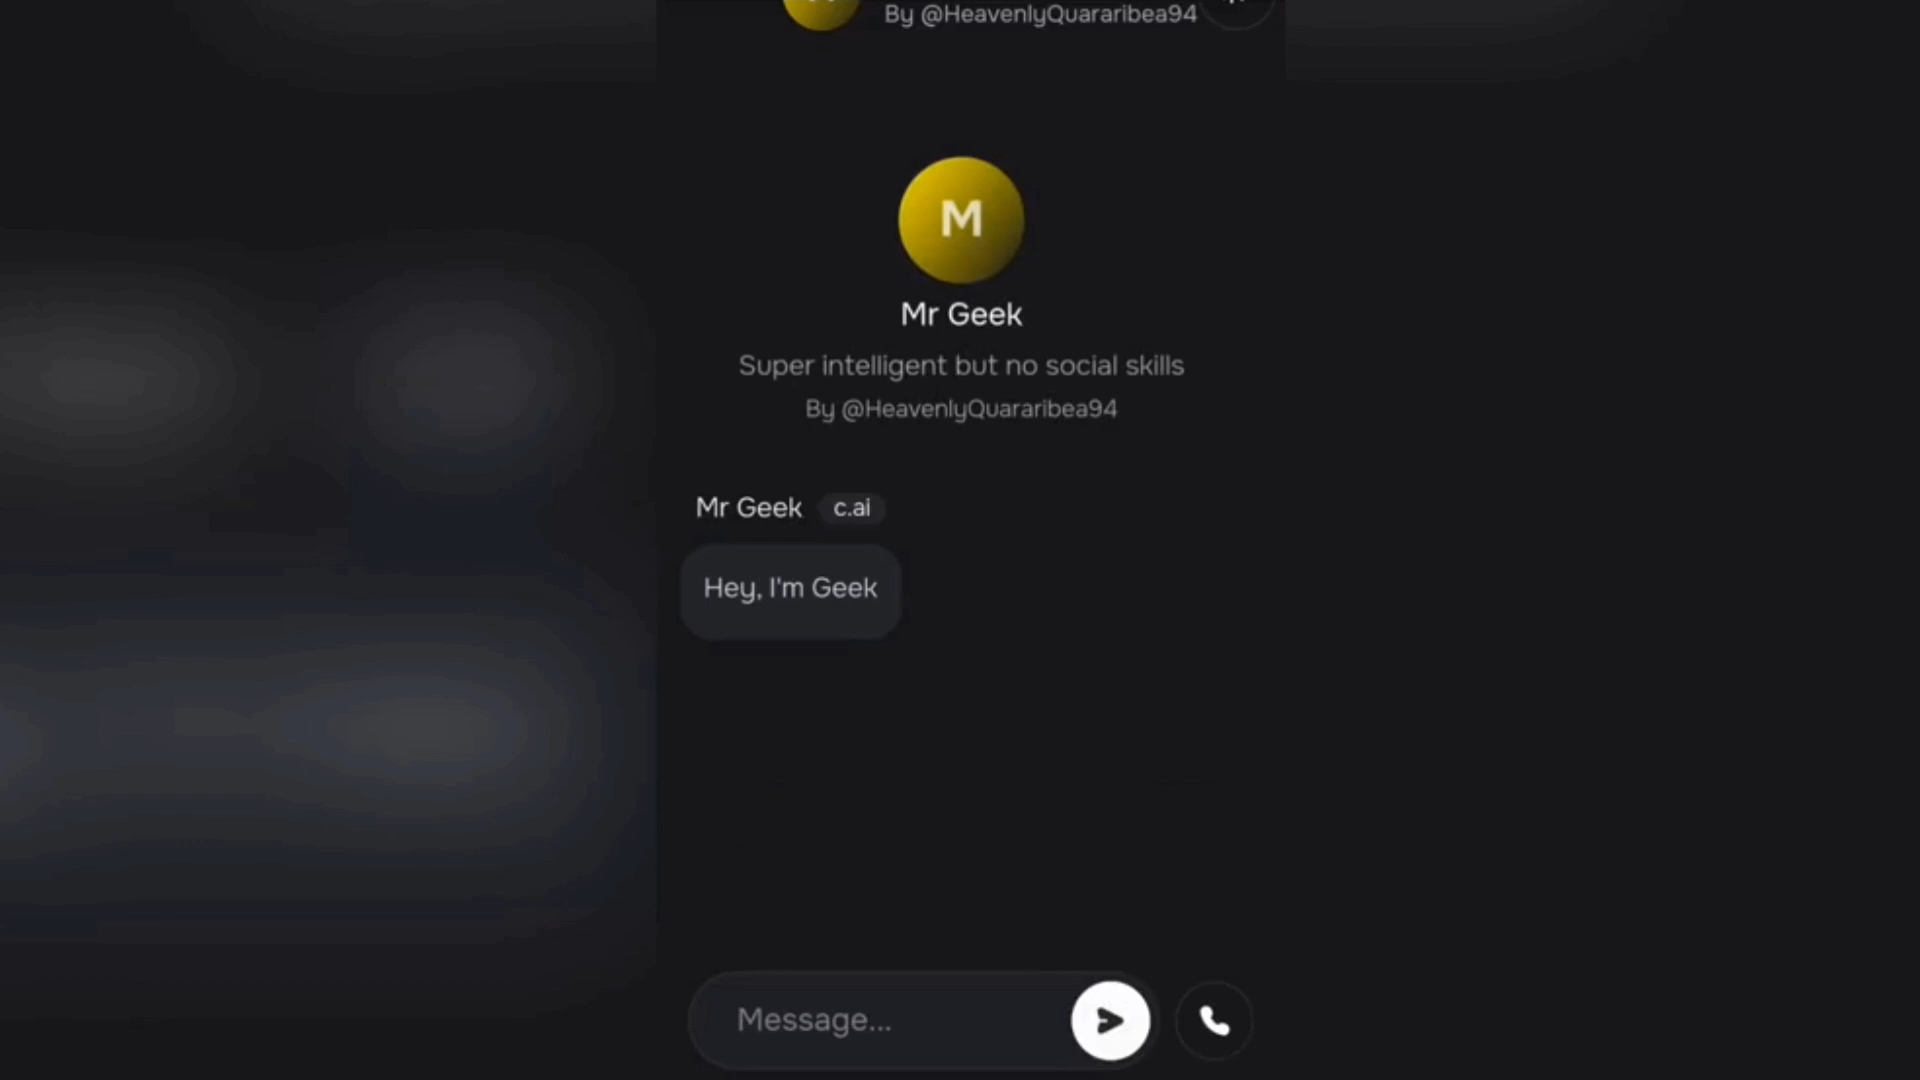 By @HeavenlyQuararibea94
M
Mr Geek
Super intelligent but no social skills
By @HeavenlyQuararibea94
Mr Geek c.ai
Hey, I'm Geek
Message...